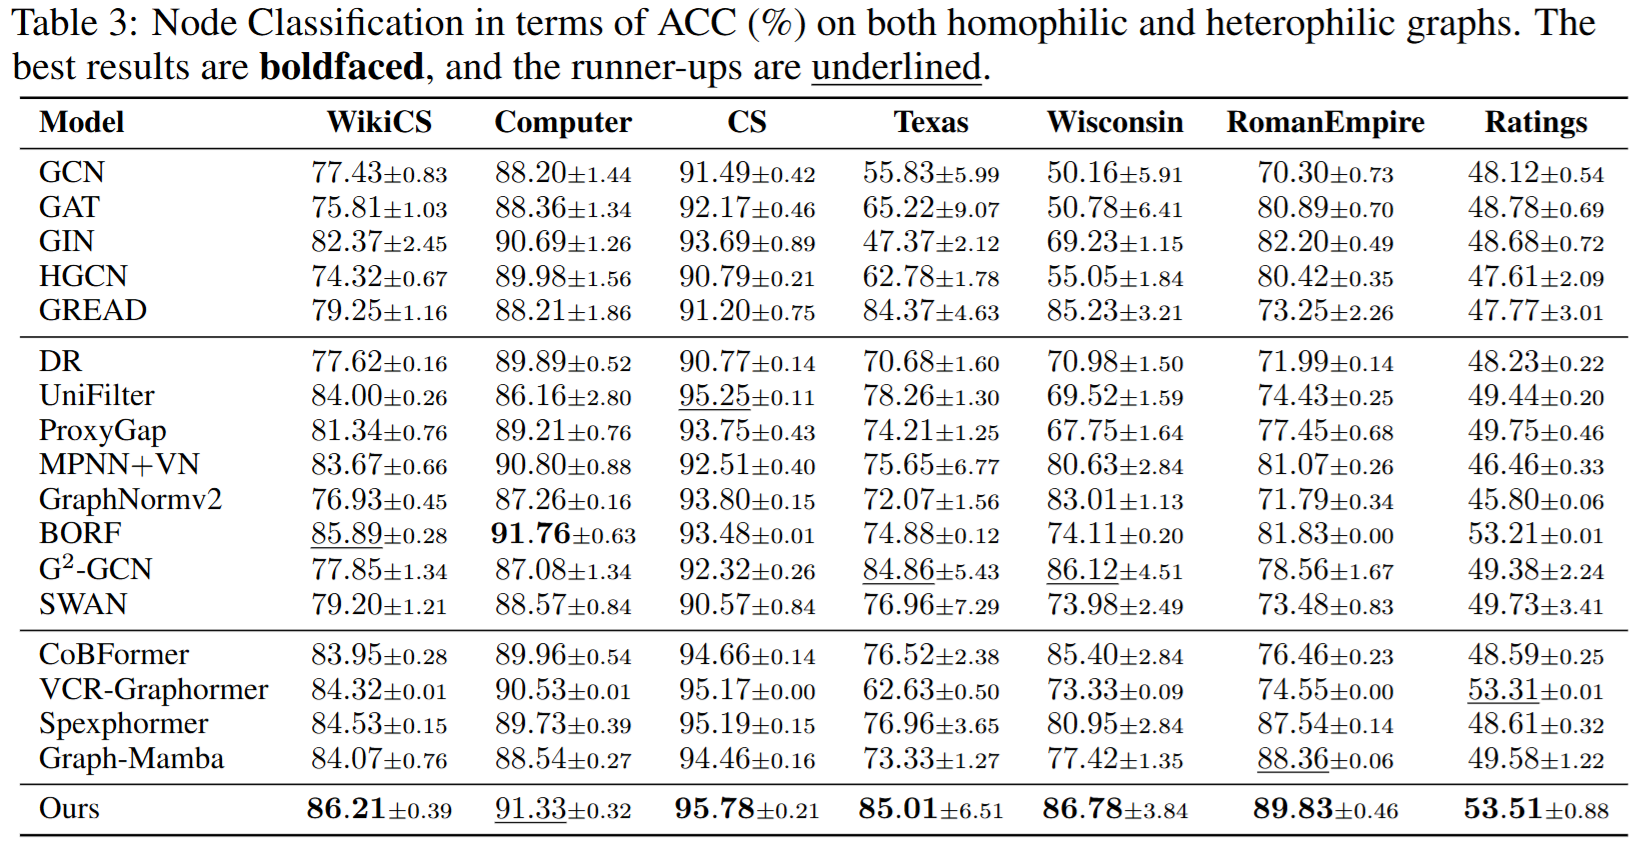 Table 3: Node Classification in terms of ACC (%) on both homophilic and heterophilic graphs. The
best results are boldfaced, and the runner-ups are underlined.
Model WikiCS Computer CS Texas Wisconsin RomanEmpire Ratings
GCN 77.43±0.83 88.20±1.44 91.49±0.42 55.83±5.99 50.16±5.91 70.30±0.73 48.12±0.54
GAT 75.81±1.03 88.36±1.34 92.17±0.46 65.22±9.07 50.78±6.41 80.89±0.70 48.78±0.69
GIN 82.37±2.45 90.69±1.26 93.69±0.89 47.37±2.12 69.23±1.15 82.20±0.49 48.68±0.72
HGCN 74.32±0.67 89.98±1.56 90.79±0.21 62.78±1.78 55.05±1.84 80.42±0.35 47.61±2.09
GREAD 79.25±1.16 88.21±1.86 91.20±0.75 84.37±4.63 85.23±3.21 73.25±2.26 47.77±3.01
DR 77.62±0.16 89.89±0.52 90.77±0.14 70.68±1.60 70.98±1.50 71.99±0.14 48.23±0.22
UniFilter 84.00±0.26 86.16±2.80 95.25±0.11 78.26±1.30 69.52±1.59 74.43±0.25 49.44±0.20
ProxyGap 81.34±0.76 89.21±0.76 93.75±0.43 74.21±1.25 67.75±1.64 77.45±0.68 49.75±0.46
MPNN+VN 83.67±0.66 90.80±0.88 92.51±0.40 75.65±6.77 80.63±2.84 81.07±0.26 46.46±0.33
GraphNormv2 76.93±0.45 87.26±0.16 93.80±0.15 72.07±1.56 83.01±1.13 71.79±0.34 45.80±0.06
BORF 85.89±0.28 91.76±0.63 93.48±0.01 74.88±0.12 74.11±0.20 81.83±0.00 53.21±0.01
G²-GCN 77.85±1.34 87.08±1.34 92.32±0.26 84.86±5.43 86.12±4.51 78.56±1.67 49.38±2.24
SWAN 79.20±1.21 88.57±0.84 90.57±0.84 76.96±7.29 73.98±2.49 73.48±0.83 49.73±3.41
CoBFormer 83.95±0.28 89.96±0.54 94.66±0.14 76.52±2.38 85.40±2.84 76.46±0.23 48.59±0.25
VCR-Graphormer 84.32±0.01 90.53±0.01 95.17±0.00 62.63±0.50 73.33±0.09 74.55±0.00 53.31±0.01
Spexphormer 84.53±0.15 89.73±0.39 95.19±0.15 76.96±3.65 80.95±2.84 87.54±0.14 48.61±0.32
Graph-Mamba 84.07±0.76 88.54±0.27 94.46±0.16 73.33±1.27 77.42±1.35 88.36±0.06 49.58±1.22
Ours 86.21±0.39 91.33±0.32 95.78±0.21 85.01±6.51 86.78±3.84 89.83±0.46 53.51±0.88